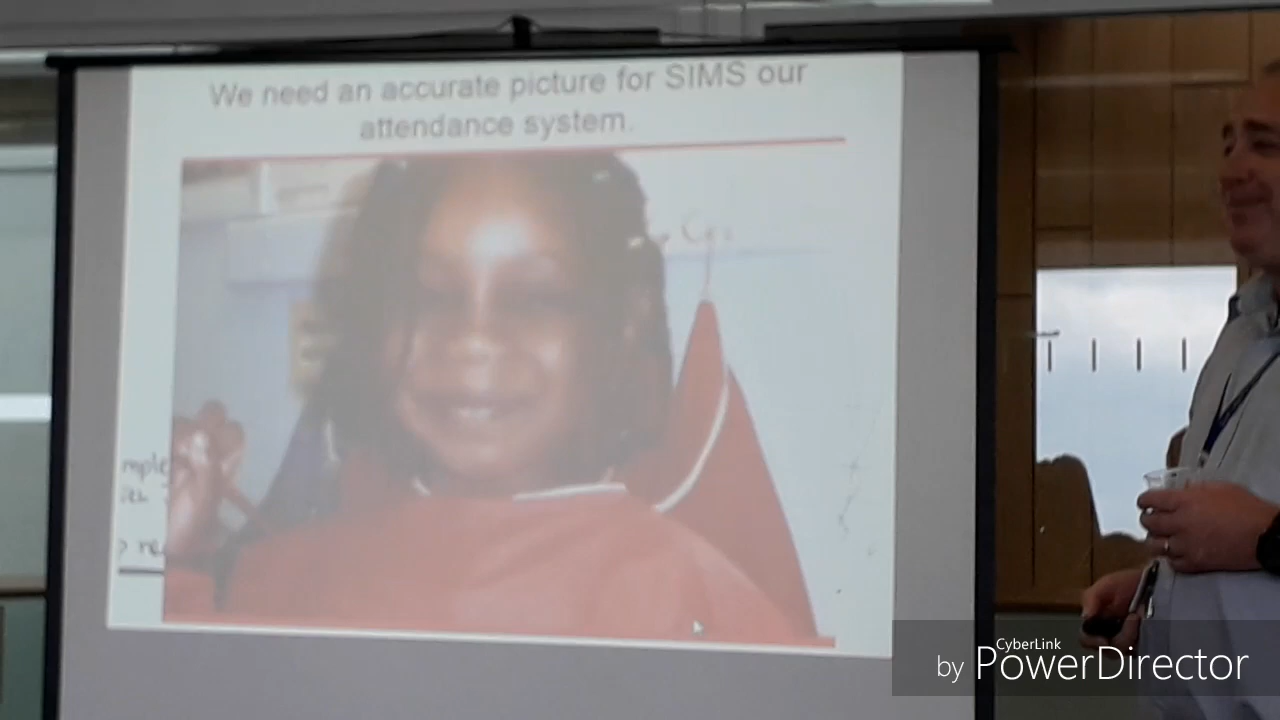 We need an accurate picture for SIMS our
attendance system.
CyberLink
by PowerDirector